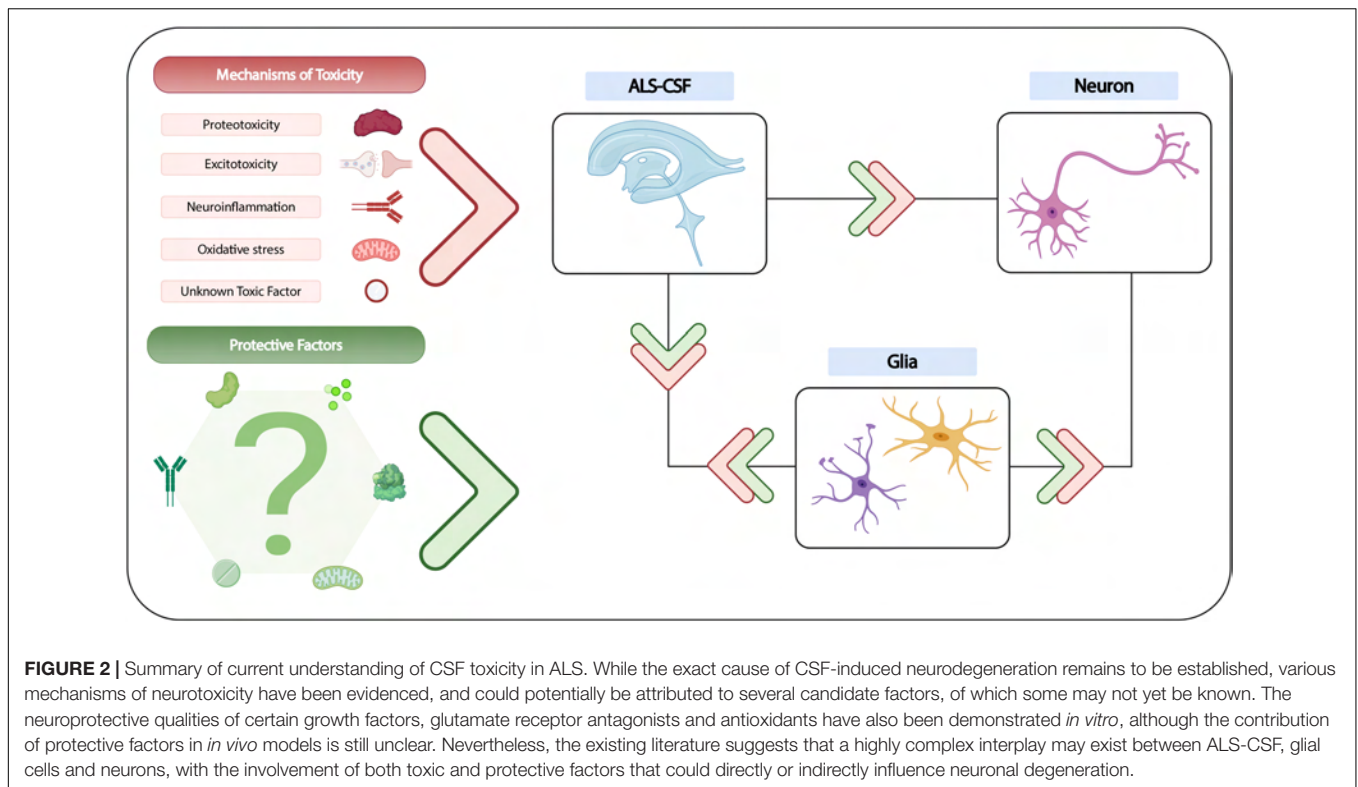 Mechanisms of Toxicity
Proteotoxicity
Excitotoxicity
Neuroinflammation
Oxidative stress
Unknown Toxic Factor
Protective Factors
?
ALS-CSF
Neuron
Glia
FIGURE 2 | Summary of current understanding of CSF toxicity in ALS. While the exact cause of CSF-induced neurodegeneration remains to be established, various
mechanisms of neurotoxicity have been evidenced, and could potentially be attributed to several candidate factors, of which some may not yet be known. The
neuroprotective qualities of certain growth factors, glutamate receptor antagonists and antioxidants have also been demonstrated in vitro, although the contribution
of protective factors in in vivo models is still unclear. Nevertheless, the existing literature suggests that a highly complex interplay may exist between ALS-CSF, glial
cells and neurons, with the involvement of both toxic and protective factors that could directly or indirectly influence neuronal degeneration.